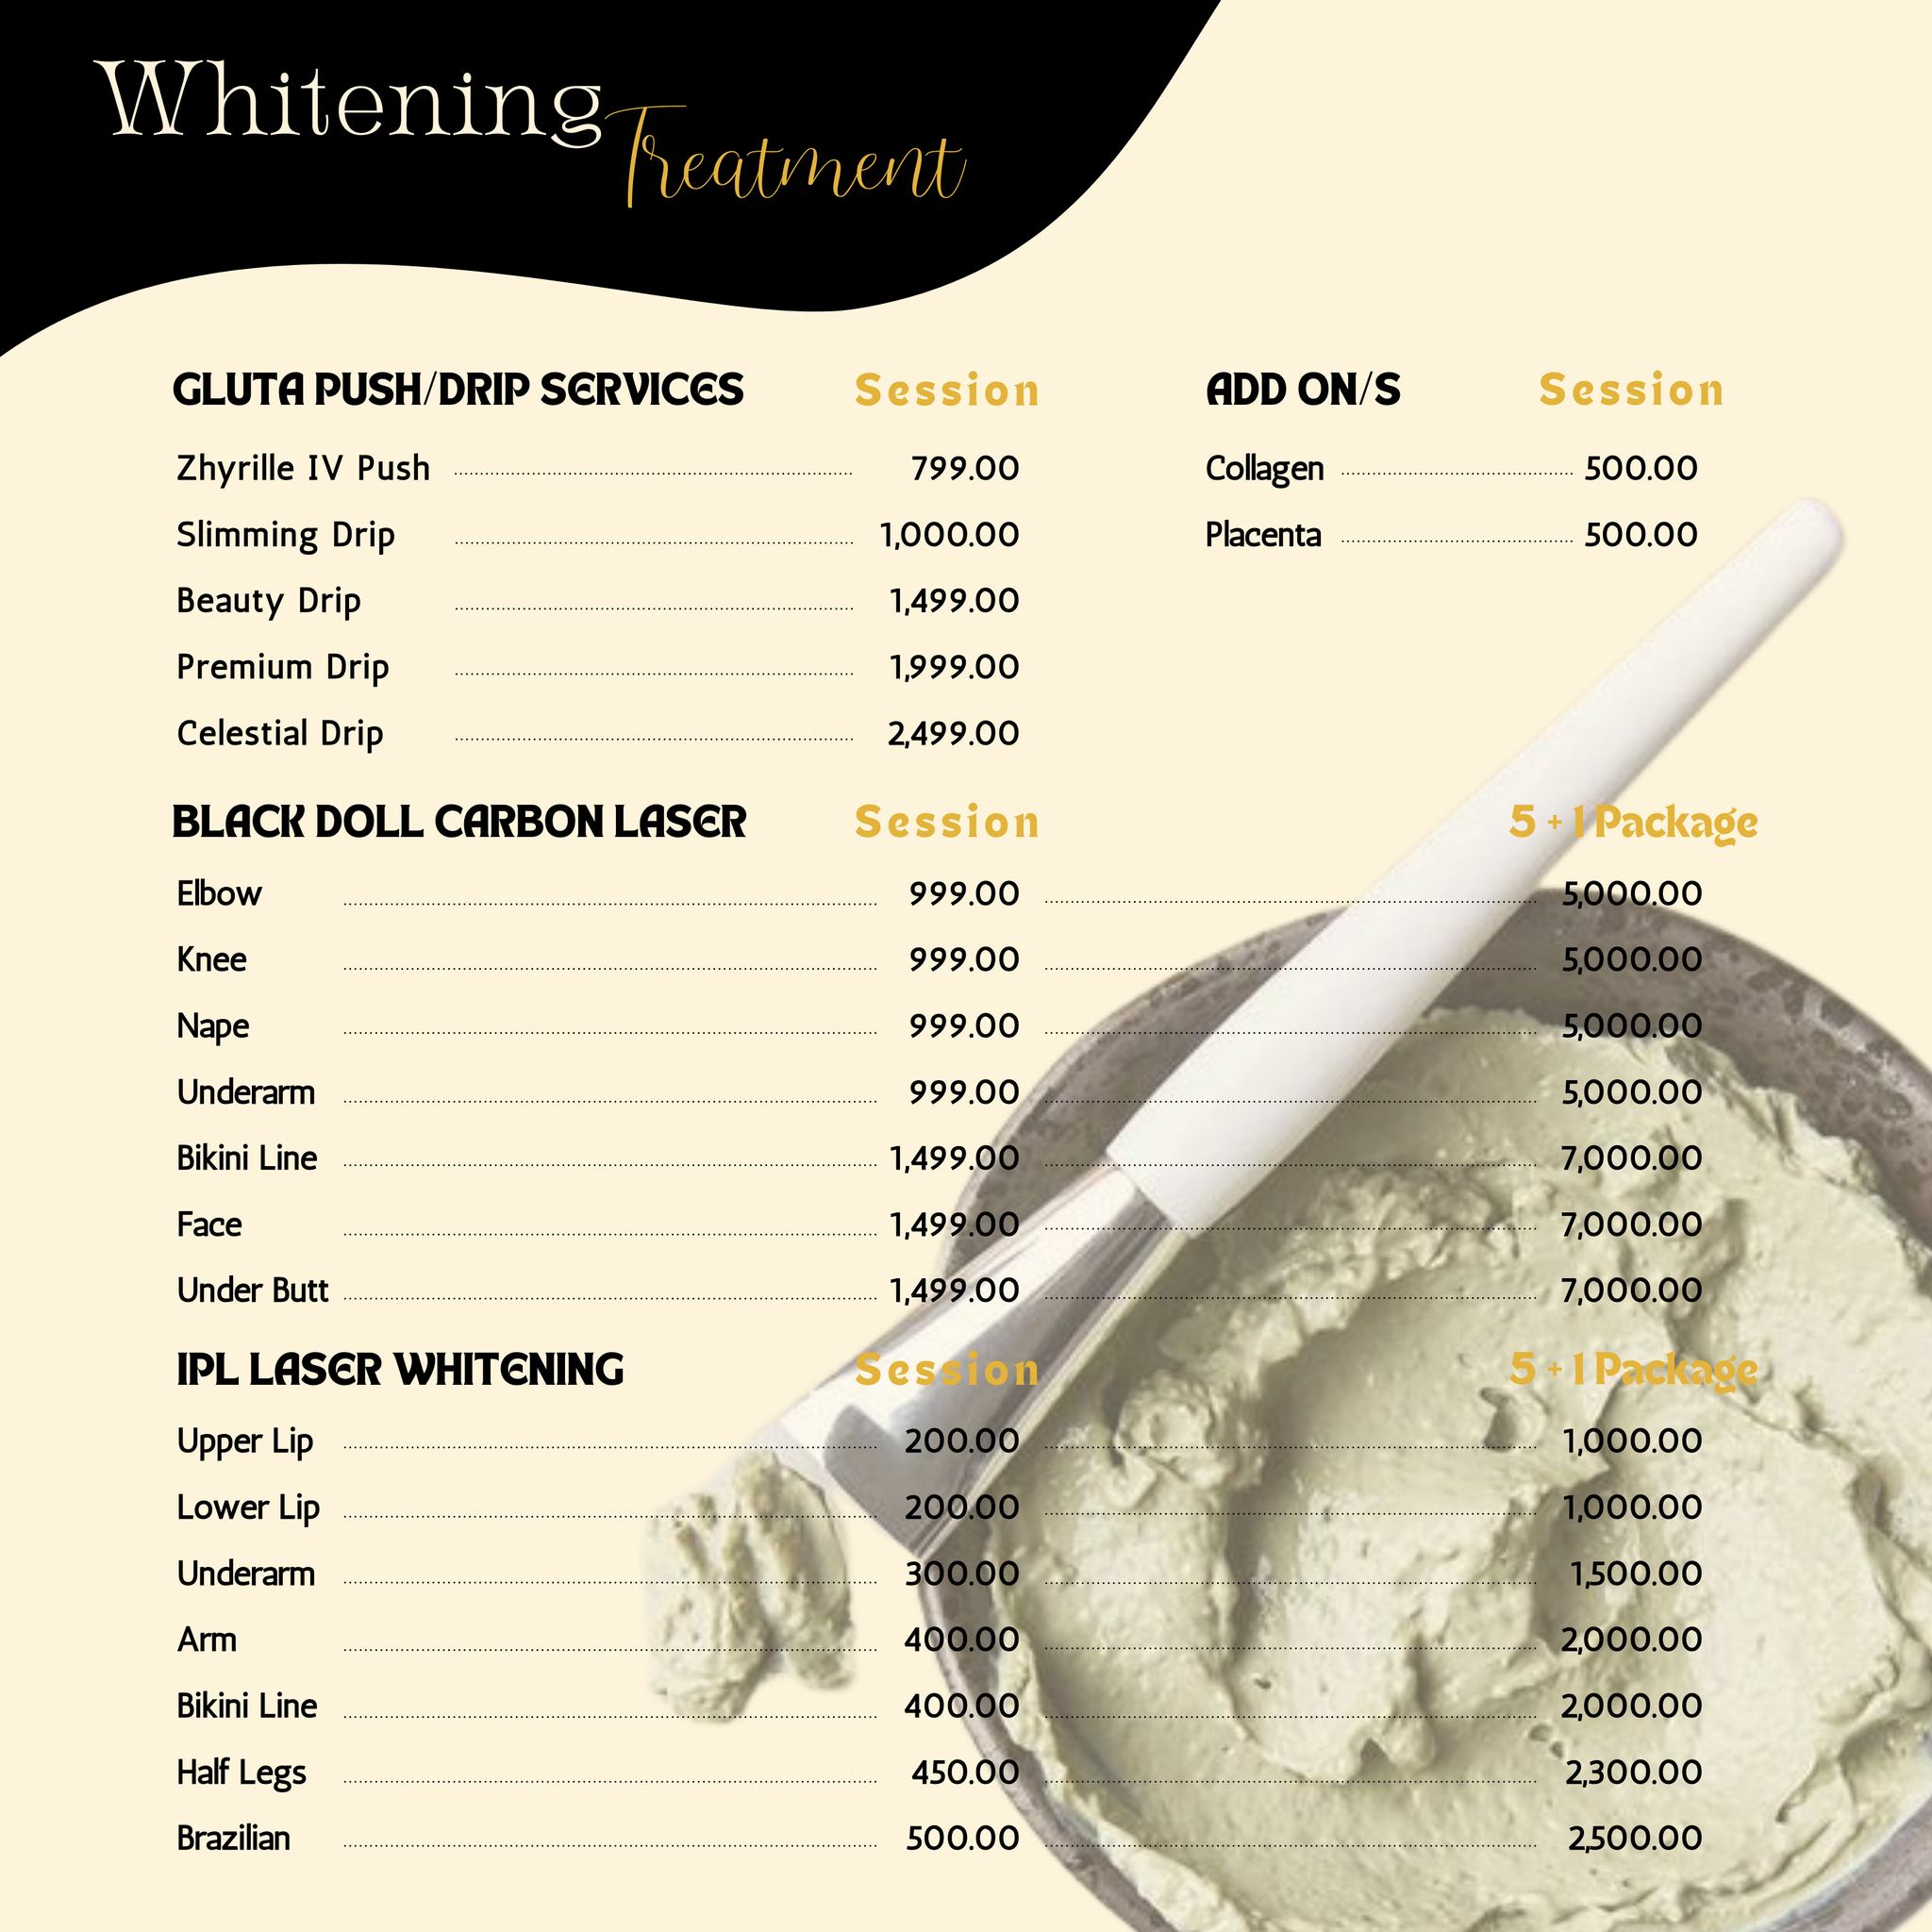 Whitening Treatment
GLUTA PUSH/DRIP SERVICES Session ADD ON/S Session
Zhyrille IV Push 799.00 Collagen 500.00
Slimming Drip 1,000.00 Placenta 500.00
Beauty Drip 1,499.00
Premium Drip 1,999.00
Celestial Drip 2,499.00
BLACK DOLL CARBON LASER Session 5 + 1 Package
Elbow 999.00 5,000.00
Knee 999.00 5,000.00
Nape 999.00 5,000.00
Underarm 999.00 5,000.00
Bikini Line 1,499.00 7,000.00
Face 1,499.00 7,000.00
Under Butt 1,499.00 7,000.00
IPL LASER WHITENING Session 5 + 1 Package
Upper Lip 200.00 1,000.00
Lower Lip 200.00 1,000.00
Underarm 300.00 1,500.00
Arm 400.00 2,000.00
Bikini Line 400.00 2,000.00
Half Legs 450.00 2,300.00
Brazilian 500.00 2,500.00